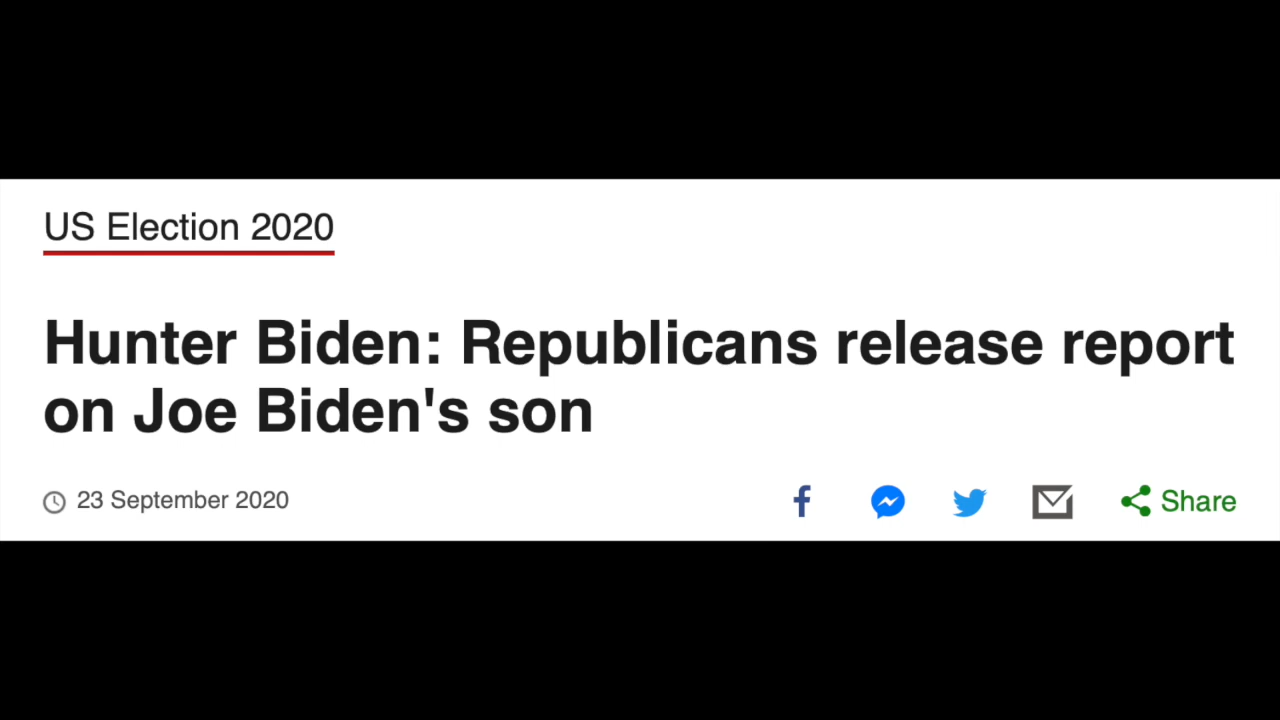 US Election 2020
Hunter Biden: Republicans release report
on Joe Biden's son
23 September 2020
Share